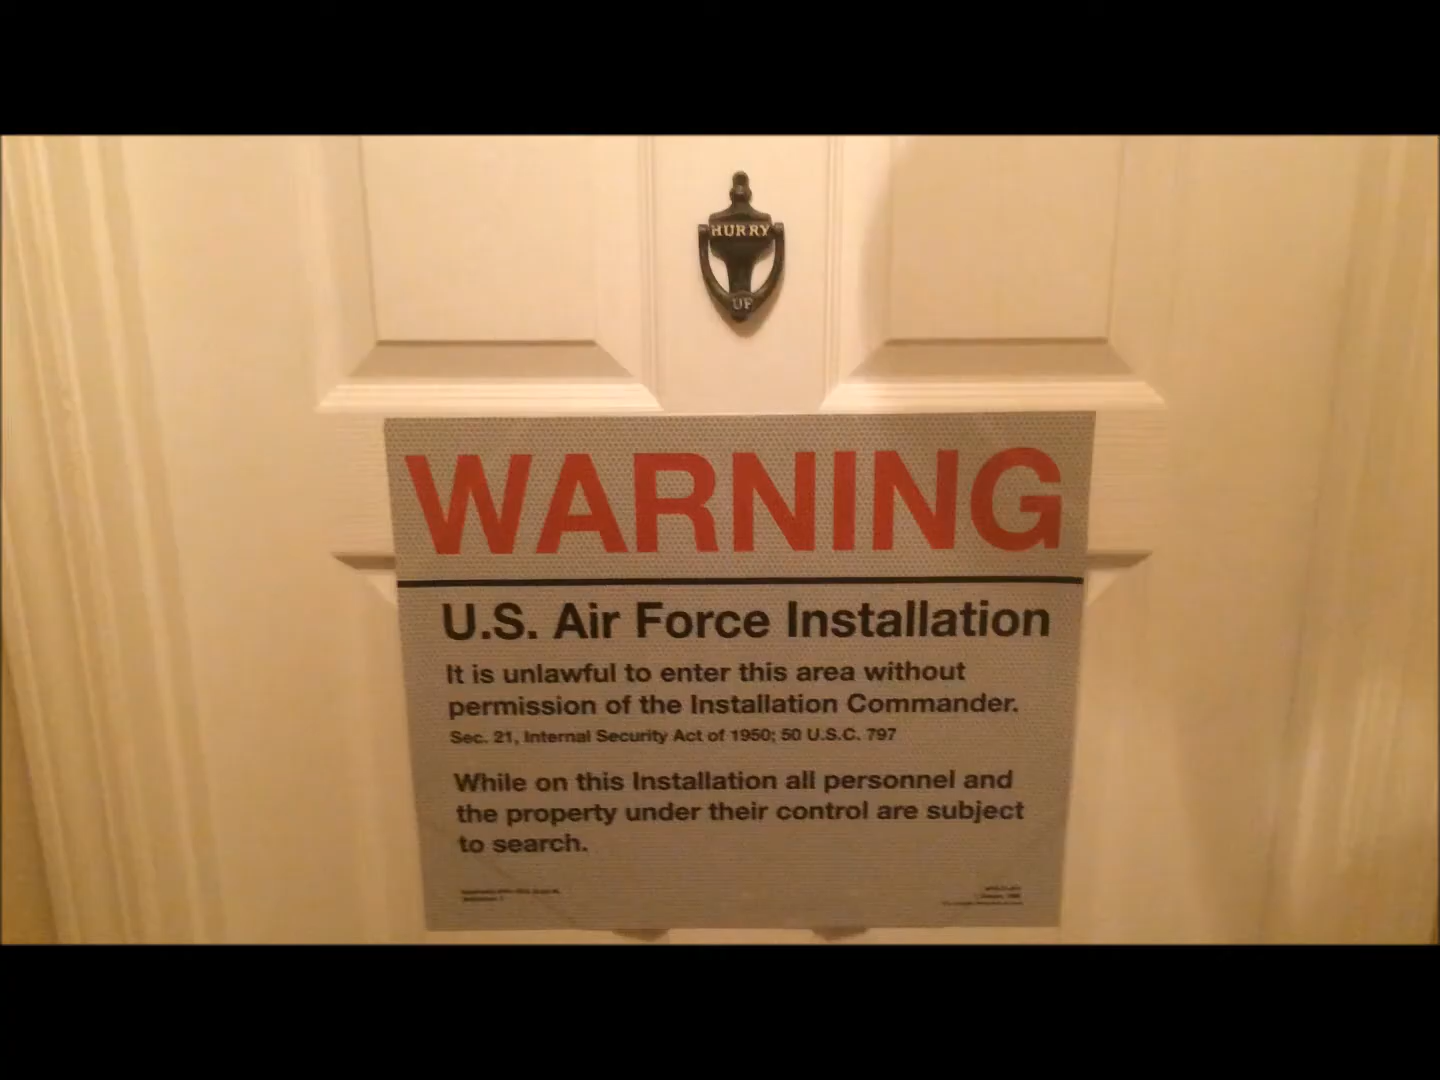 HURRY
UP
WARNING
U.S. Air Force Installation
It is unlawful to enter this area without
permission of the Installation Commander.
Sec. 21, Internal Security Act of 1950; 50 U.S.C. 797
While on this Installation all personnel and
the property under their control are subject
to search.